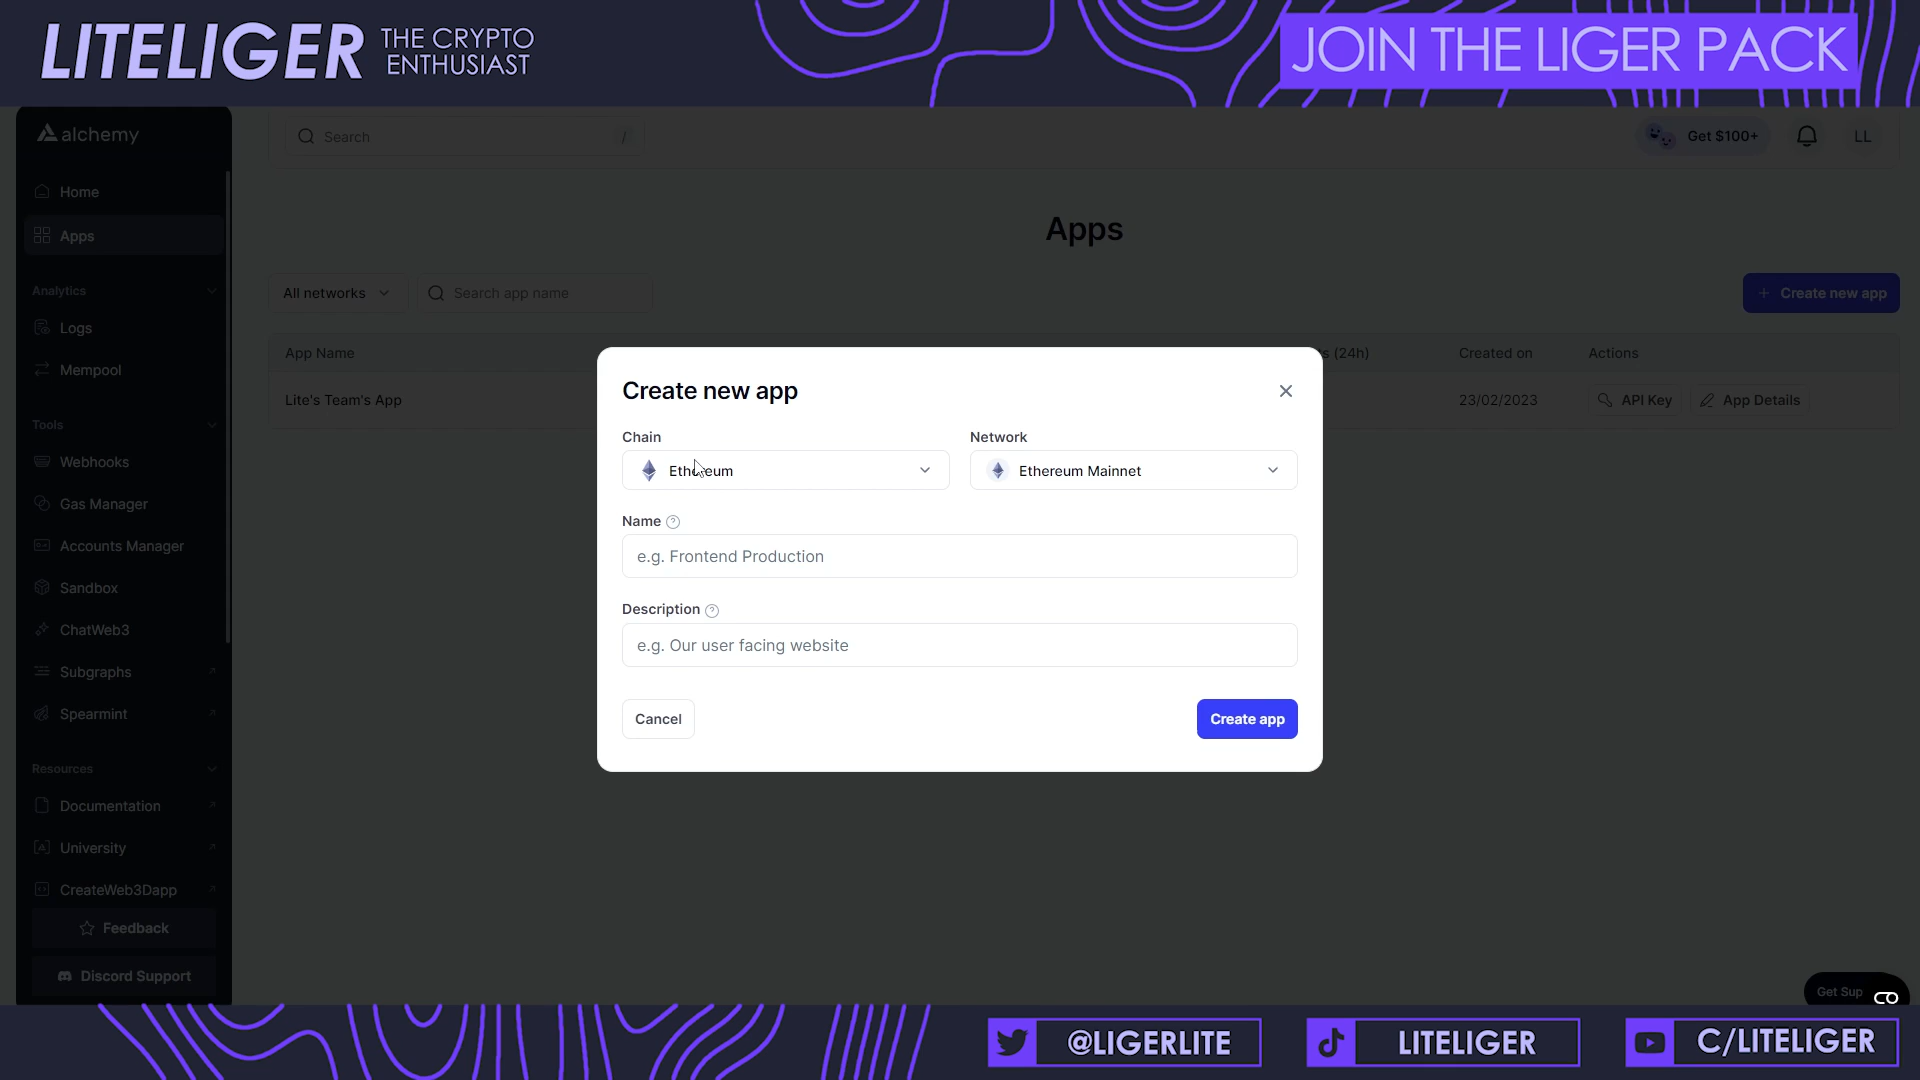 LITELIGER THE CRYPTO
ENTHUSIAST
JOIN THE LIGER PACK
alchemy
Search /
Get $100+
LL
Home
Apps
Analytics
Logs
Mempool
Tools
Webhooks
Gas Manager
Accounts Manager
Sandbox
ChatWeb3
Subgraphs
Spearmint
Resources
Documentation
University
CreateWeb3Dapp
Feedback
Discord Support
Apps
All networks
Search app name
+ Create new app
App Name
(24h)
Created on
Actions
Lite's Team's App
23/02/2023
API Key
App Details
Create new app
Chain
Network
Ethereum
Ethereum Mainnet
Name ?
e.g. Frontend Production
Description ?
e.g. Our user facing website
Cancel
Create app
Get Sup
@LIGERLITE
LITELIGER
C/LITELIGER